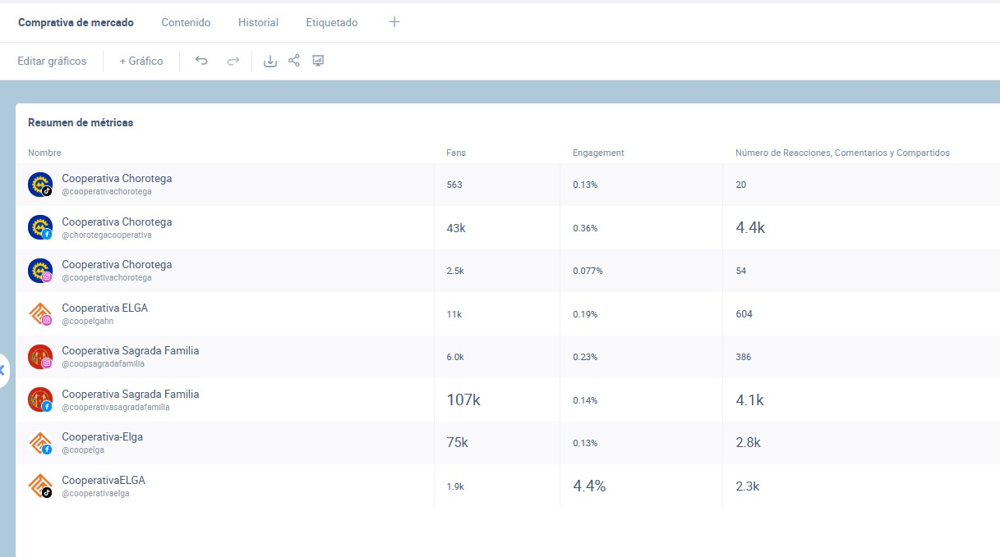 Comprativa de mercado Contenido Historial Etiquetado
Editar gráficos + Gráfico
Resumen de métricas
Nombre Fans Engagement Número de Reacciones, Comentarios y Compartidos
Cooperativa Chorotega
@cooperativachorotega 563 0.13% 20
Cooperativa Chorotega
@chorotegacooperativa 43k 0.36% 4.4k
Cooperativa Chorotega
@cooperativachorotega 2.5k 0.077% 54
Cooperativa ELGA
@coopelgahn 11k 0.19% 604
Cooperativa Sagrada Familia
@coopsagradafamilia 6.0k 0.23% 386
Cooperativa Sagrada Familia
@cooperativasagradafamilia 107k 0.14% 4.1k
Cooperativa-Elga
@coopelga 75k 0.13% 2.8k
CooperativaELGA
@cooperativaelga 1.9k 4.4% 2.3k